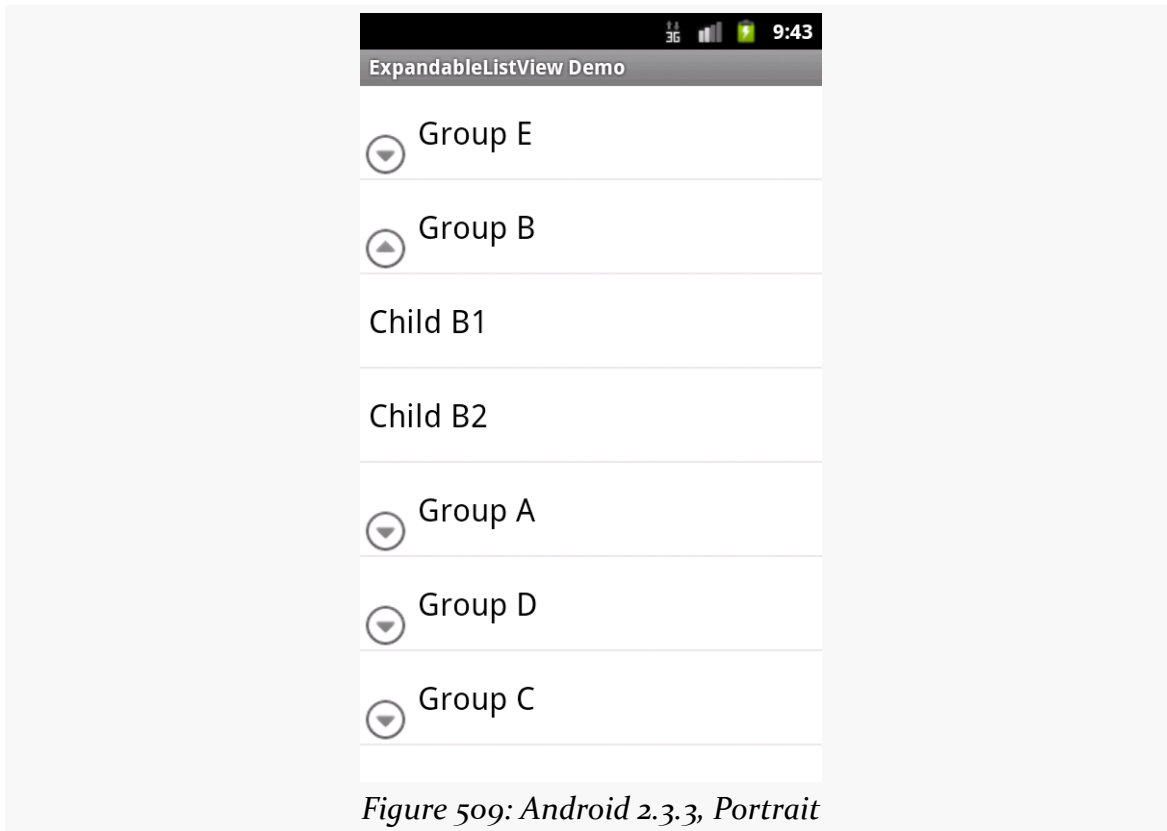 3G 9:43
ExpandableListView Demo
Group E
Group B
Child B1
Child B2
Group A
Group D
Group C
Figure 509: Android 2.3.3, Portrait